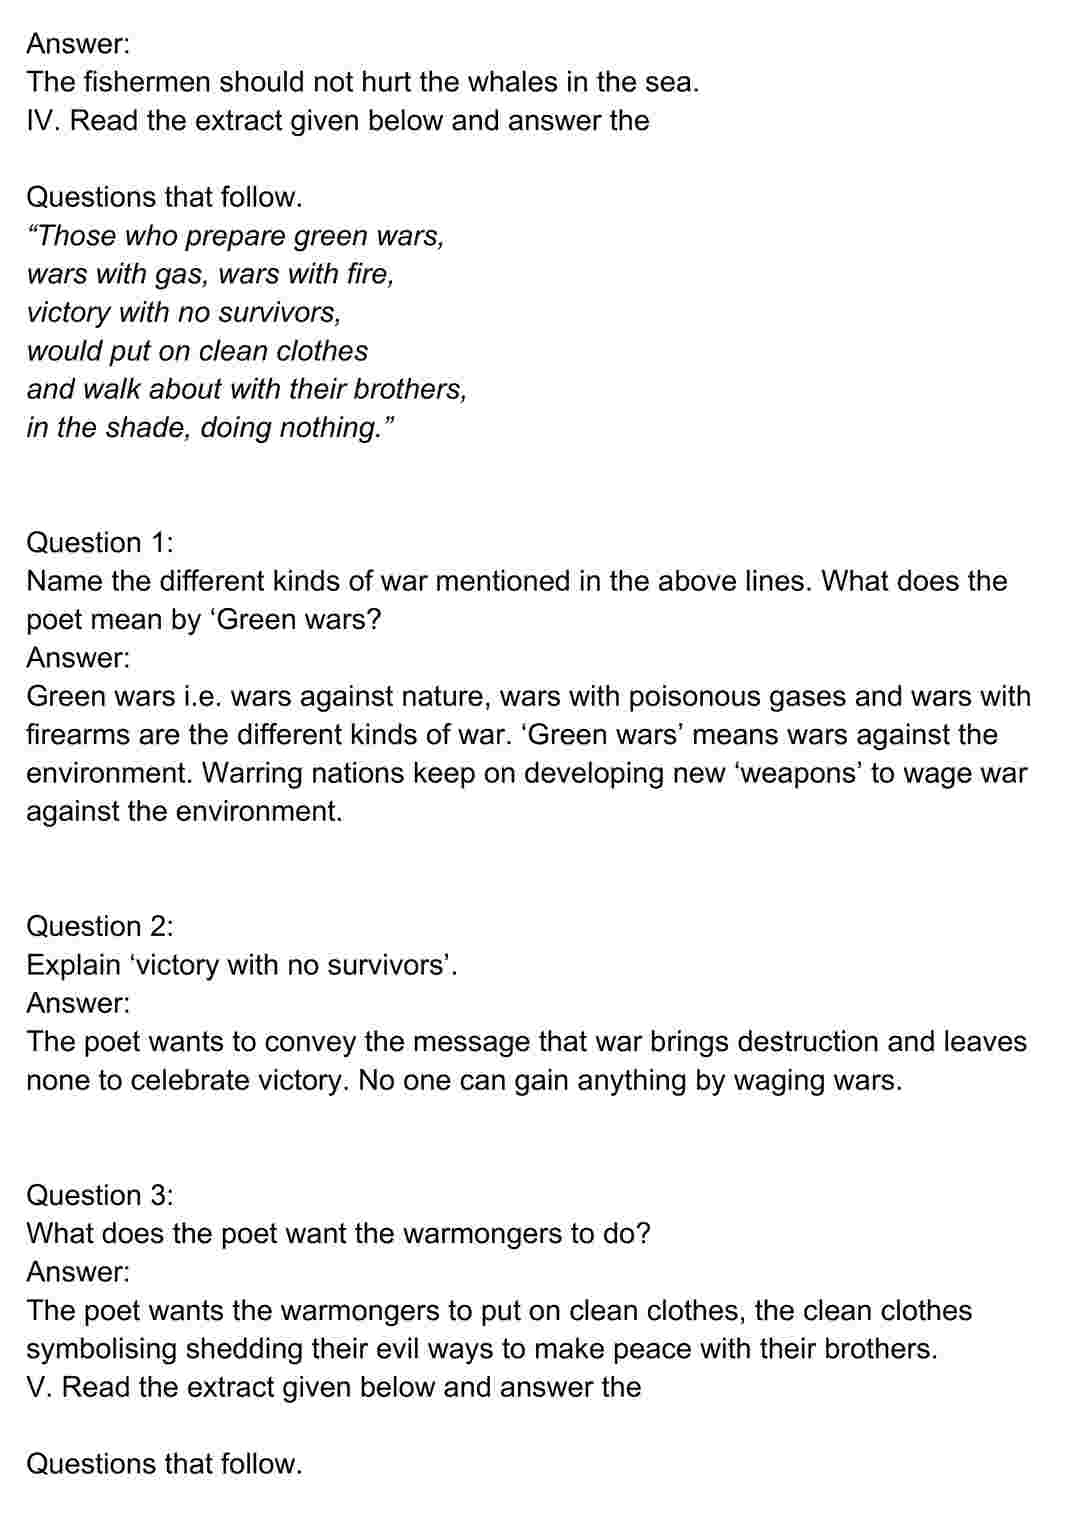 Answer:
The fishermen should not hurt the whales in the sea.
IV. Read the extract given below and answer the
Questions that follow.
“Those who prepare green wars,
wars with gas, wars with fire,
victory with no survivors,
would put on clean clothes
and walk about with their brothers,
in the shade, doing nothing.”
Question 1:
Name the different kinds of war mentioned in the above lines. What does the
poet mean by ‘Green wars?
Answer:
Green wars i.e. wars against nature, wars with poisonous gases and wars with
firearms are the different kinds of war. ‘Green wars’ means wars against the
environment. Warring nations keep on developing new ‘weapons’ to wage war
against the environment.
Question 2:
Explain ‘victory with no survivors’.
Answer:
The poet wants to convey the message that war brings destruction and leaves
none to celebrate victory. No one can gain anything by waging wars.
Question 3:
What does the poet want the warmongers to do?
Answer:
The poet wants the warmongers to put on clean clothes, the clean clothes
symbolising shedding their evil ways to make peace with their brothers.
V. Read the extract given below and answer the
Questions that follow.